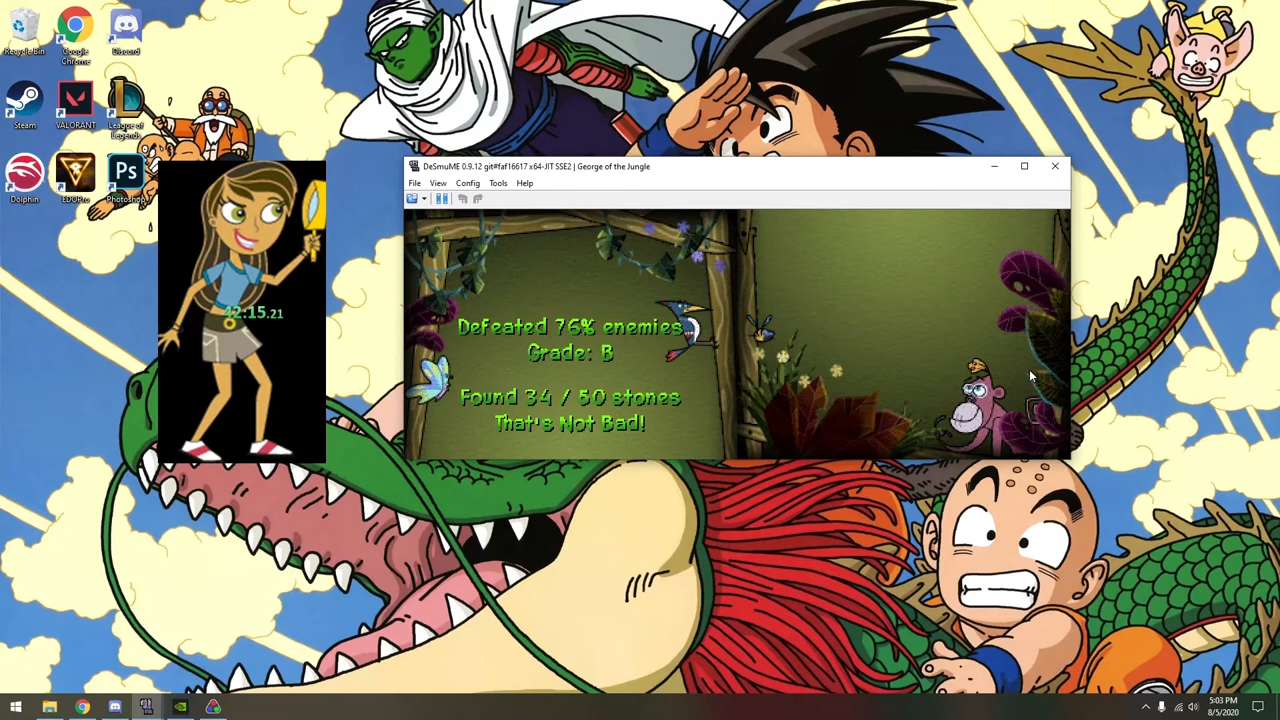 Recycle Bin
Google Chrome
Discord
Steam
VALORANT
League of Legends
Dolphin
EDOPro
Ps
Photoshop
42:15.21
DeSmuME 0.9.12 git#faf16617 x64-JIT SSE2 | George of the Jungle
File View Config Tools Help
Defeated 76% enemies
Grade: B
Found 34 / 50 stones
That's Not Bad!
5:03 PM
8/5/2020